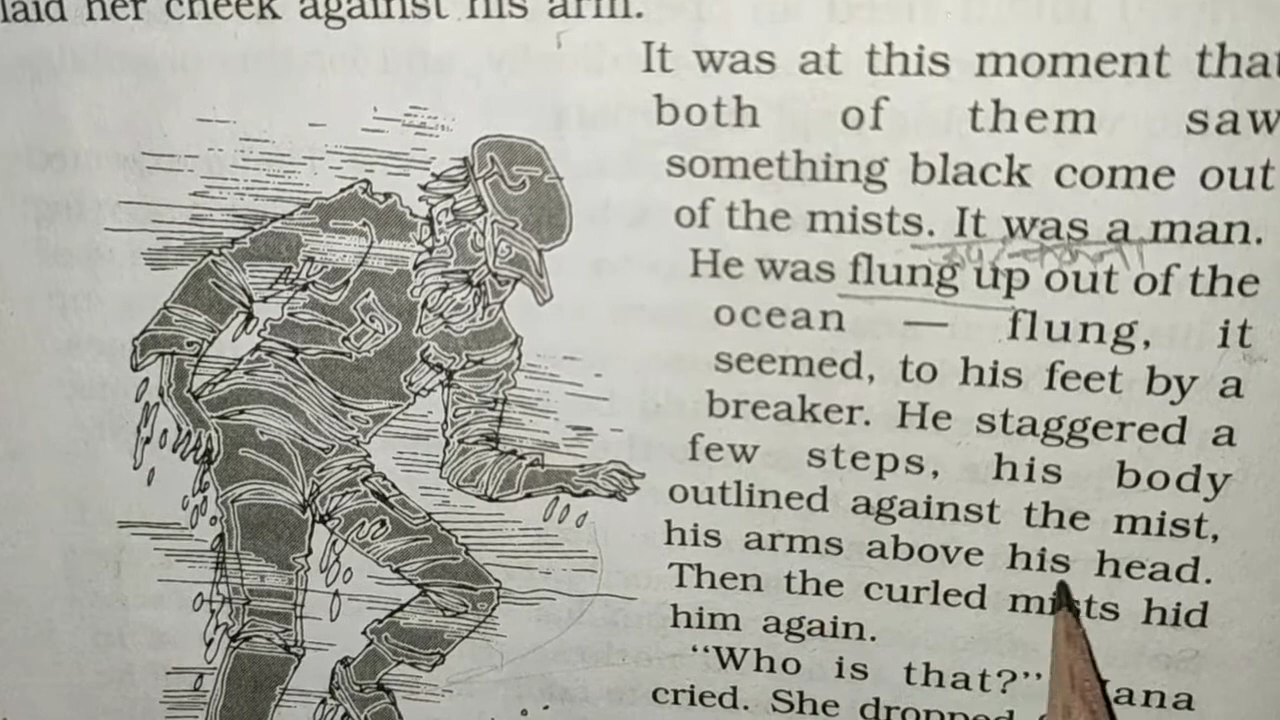 laid her cheek against his arm.
It was at this moment that
both of them saw
something black come out
of the mists. It was a man.
He was flung up out of the
ocean — flung, it
seemed, to his feet by a
breaker. He staggered a
few steps, his body
outlined against the mist,
his arms above his head.
Then the curled mists hid
him again.
"Who is that?"
cried. She dropped